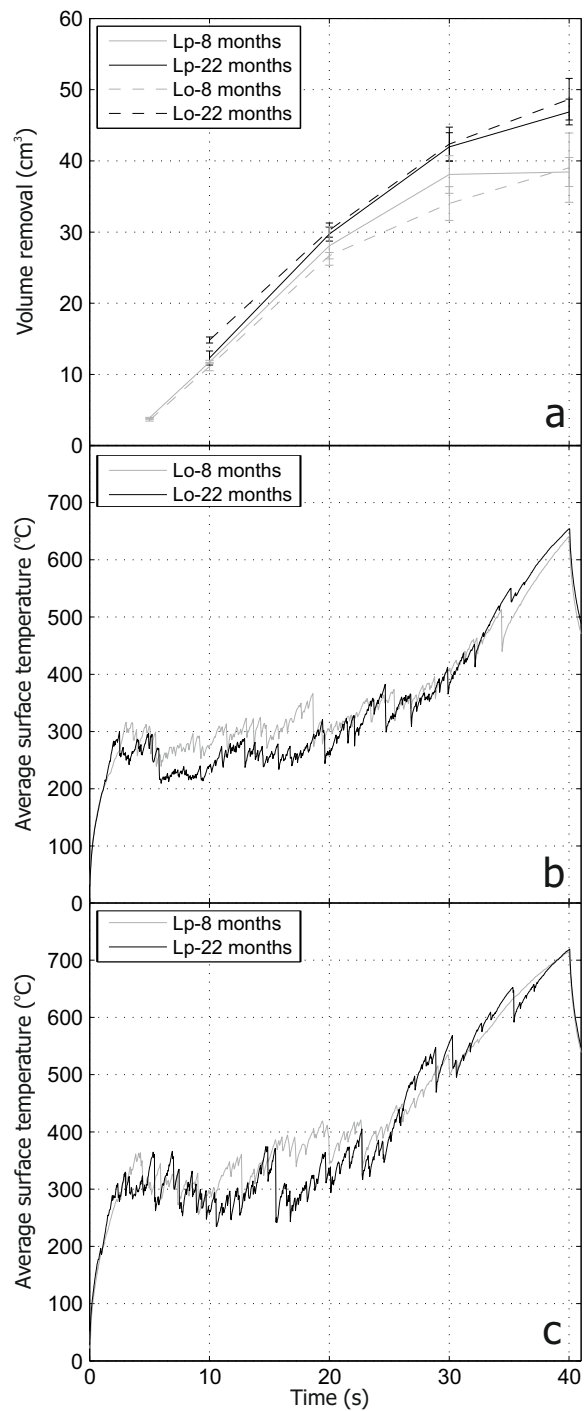 60
50
40
30
20
10
0
Volume removal (cm³)
Lp-8 months
Lp-22 months
Lo-8 months
Lo-22 months
a
700
600
500
400
300
200
100
0
Average surface temperature (°C)
Lo-8 months
Lo-22 months
b
700
600
500
400
300
200
100
0
Average surface temperature (°C)
Lp-8 months
Lp-22 months
c
0 10 20 30 40
Time (s)